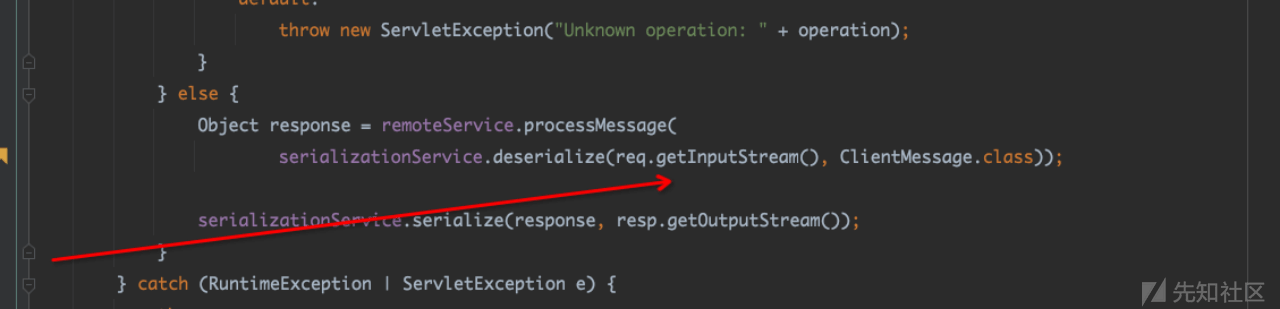 default:
throw new ServletException("Unknown operation: " + operation);
}
} else {
Object response = remoteService.processMessage(
serializationService.deserialize(req.getInputStream(), ClientMessage.class));
serializationService.serialize(response, resp.getOutputStream());
}
} catch (RuntimeException | ServletException e) {
先知社区